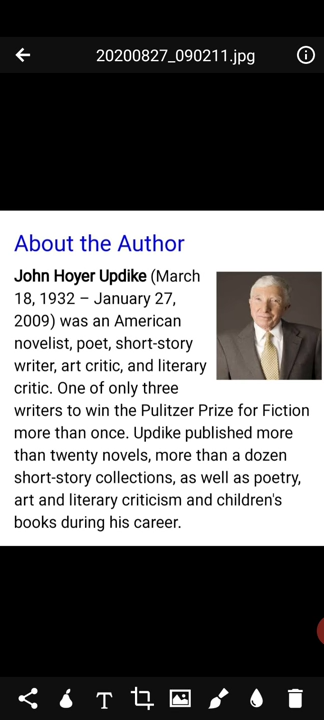 20200827_090211.jpg
About the Author
John Hoyer Updike (March
18, 1932 – January 27,
2009) was an American
novelist, poet, short-story
writer, art critic, and literary
critic. One of only three
writers to win the Pulitzer Prize for Fiction
more than once. Updike published more
than twenty novels, more than a dozen
short-story collections, as well as poetry,
art and literary criticism and children's
books during his career.